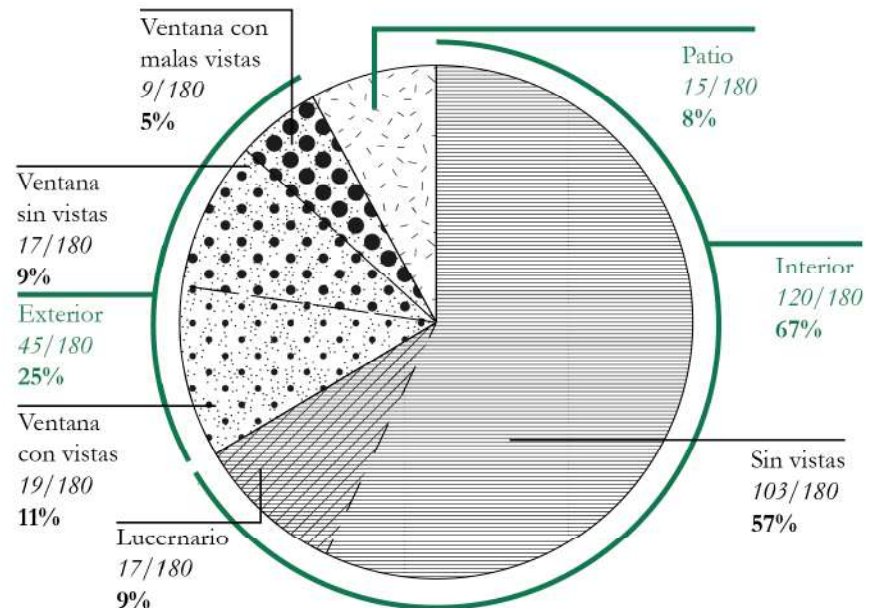 Ventana con
malas vistas
9/180
5%
Patio
15/180
8%
Ventana
sin vistas
17/180
9%
Interior
120/180
67%
Exterior
45/180
25%
Ventana
con vistas
19/180
11%
Sin vistas
103/180
57%
Lucernario
17/180
9%